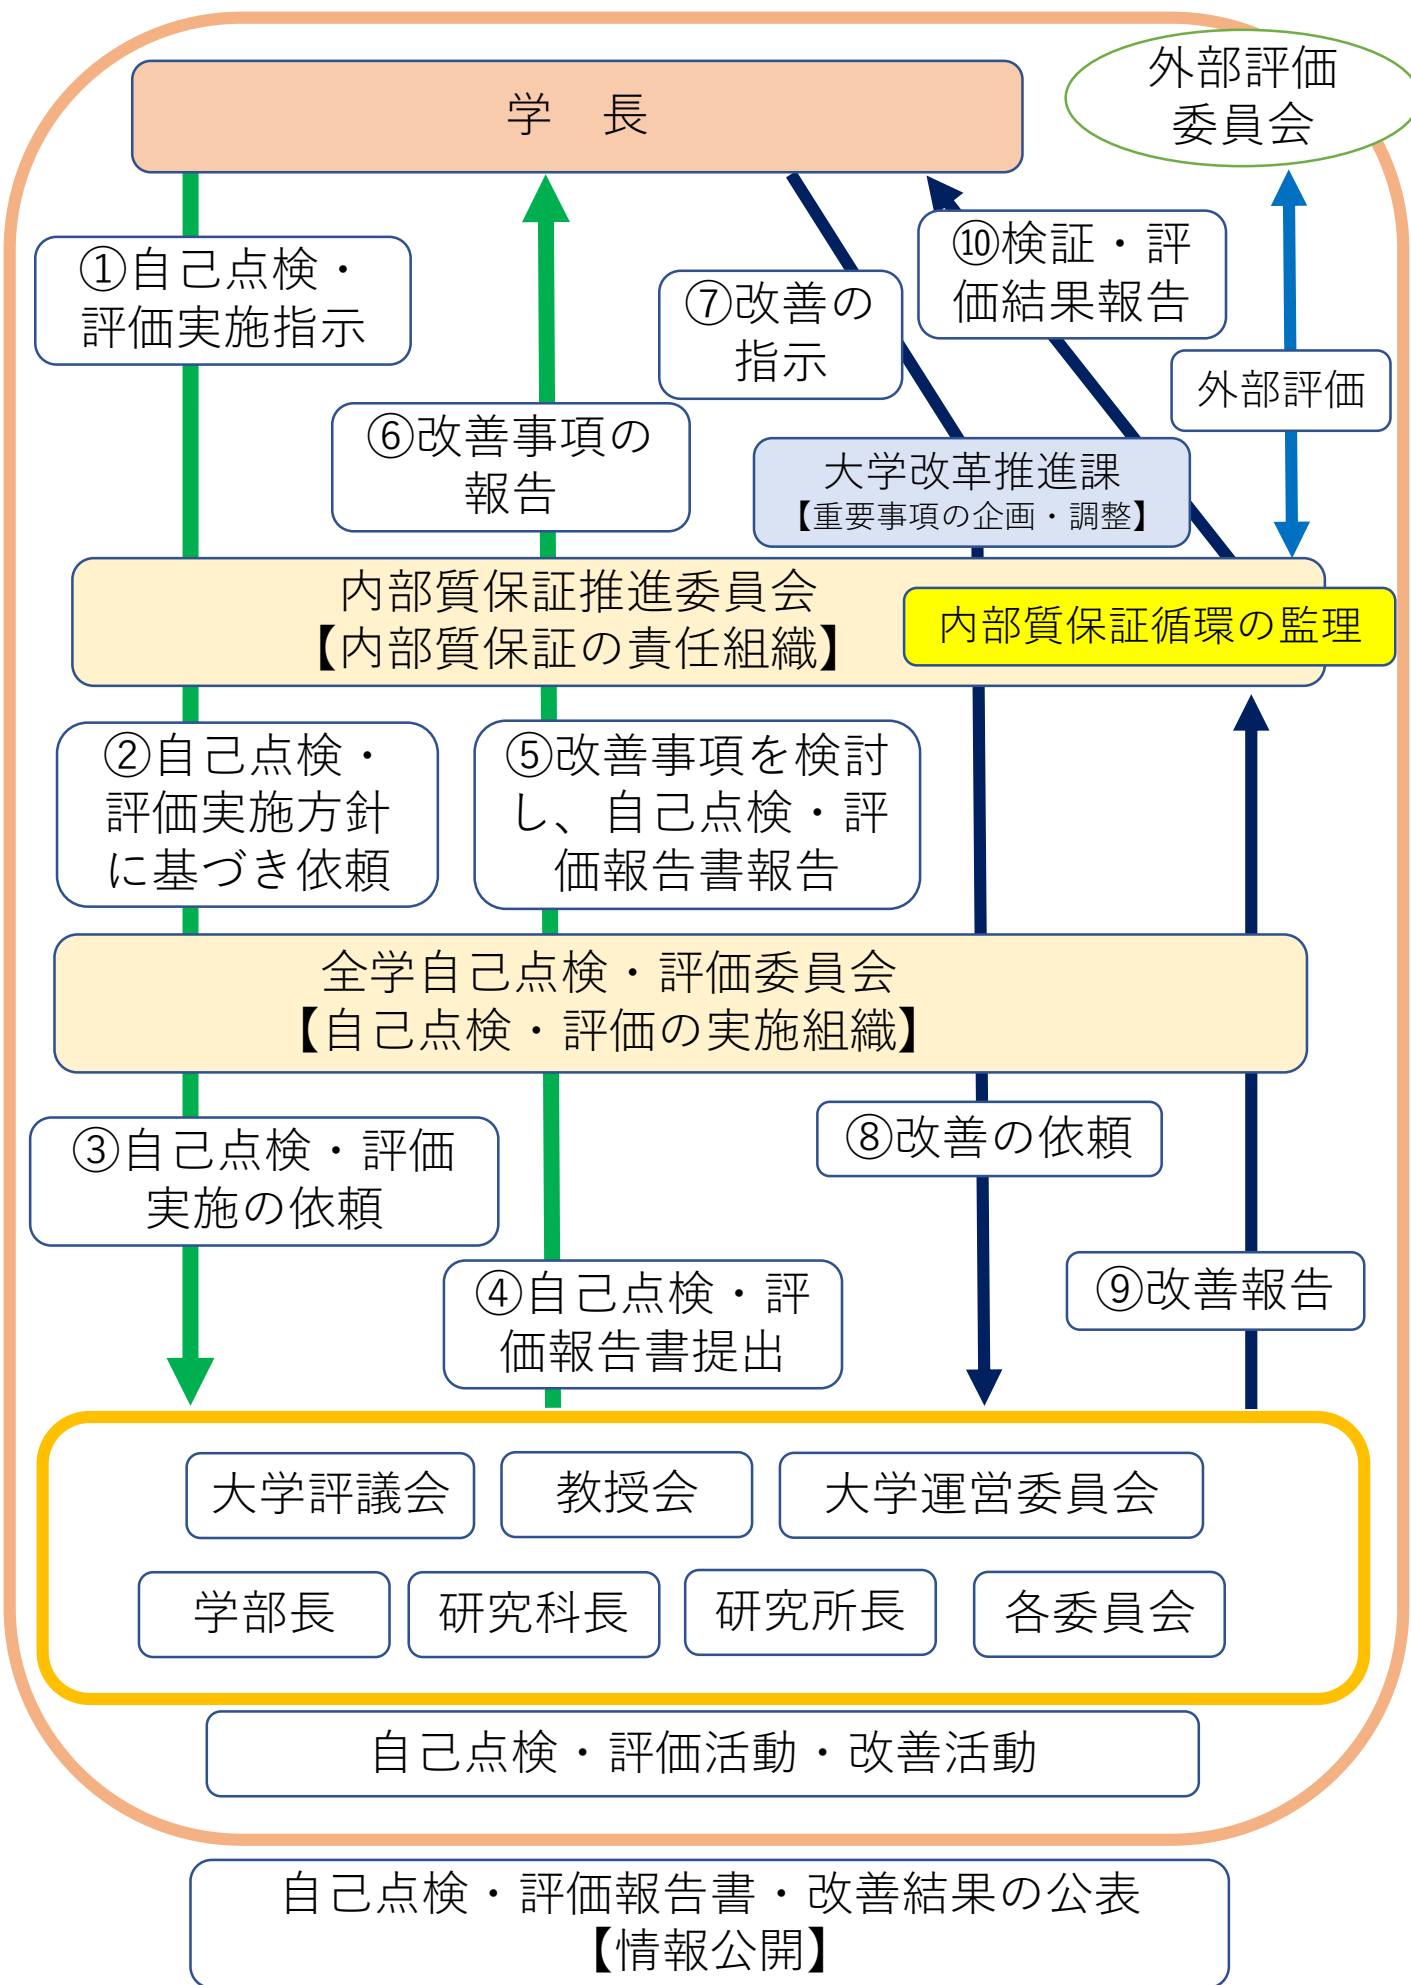 学　長
外部評価
委員会
①自己点検・
評価実施指示
⑩検証・評
価結果報告
⑦改善の
指示
外部評価
⑥改善事項の
報告
大学改革推進課
【重要事項の企画・調整】
内部質保証推進委員会
【内部質保証の責任組織】
内部質保証循環の監理
②自己点検・
評価実施方針
に基づき依頼
⑤改善事項を検討
し、自己点検・評
価報告書報告
全学自己点検・評価委員会
【自己点検・評価の実施組織】
③自己点検・評価
実施の依頼
⑧改善の依頼
④自己点検・評
価報告書提出
⑨改善報告
大学評議会
教授会
大学運営委員会
学部長
研究科長
研究所長
各委員会
自己点検・評価活動・改善活動
自己点検・評価報告書・改善結果の公表
【情報公開】